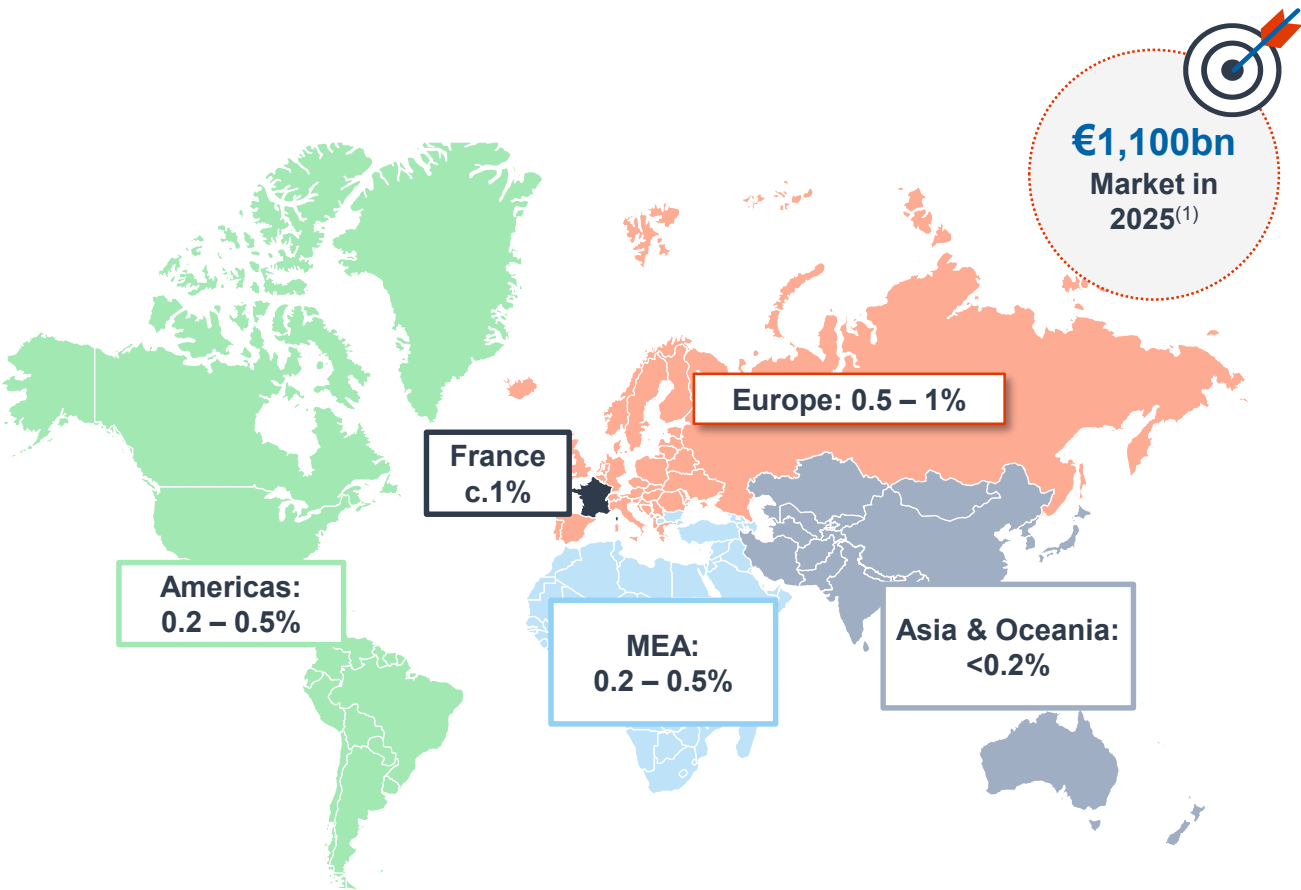 €1,100bn
Market in
2025(1)
Europe: 0.5 – 1%
France
c.1%
Americas:
0.2 – 0.5%
MEA:
0.2 – 0.5%
Asia & Oceania:
<0.2%